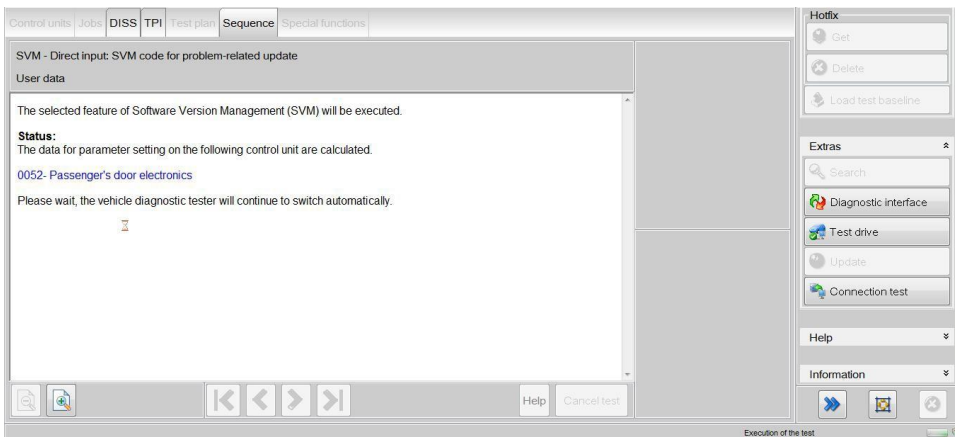 Control units Jobs DISS TPI Test plan Sequence Special functions
SVM - Direct input: SVM code for problem-related update
User data
The selected feature of Software Version Management (SVM) will be executed.
Status:
The data for parameter setting on the following control unit are calculated.
0052- Passenger's door electronics
Please wait, the vehicle diagnostic tester will continue to switch automatically.
Help Cancel test
Hotfix
Get
Delete
Load test baseline
Extras
Search
Diagnostic interface
Test drive
Update
Connection test
Help
Information
Execution of the test